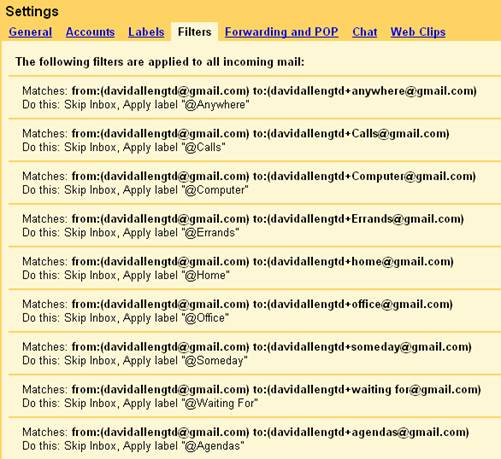 Settings
General Accounts Labels Filters Forwarding and POP Chat Web Clips
The following filters are applied to all incoming mail:
Matches: from:(davidallengtd@gmail.com) to:(davidallengtd+anywhere@gmail.com)
Do this: Skip Inbox, Apply label "@Anywhere"
Matches: from:(davidallengtd@gmail.com) to:(davidallengtd+Calls@gmail.com)
Do this: Skip Inbox, Apply label "@Calls"
Matches: from:(davidallengtd@gmail.com) to:(davidallengtd+Computer@gmail.com)
Do this: Skip Inbox, Apply label "@Computer"
Matches: from:(davidallengtd@gmail.com) to:(davidallengtd+Errands@gmail.com)
Do this: Skip Inbox, Apply label "@Errands"
Matches: from:(davidallengtd@gmail.com) to:(davidallengtd+home@gmail.com)
Do this: Skip Inbox, Apply label "@Home"
Matches: from:(davidallengtd@gmail.com) to:(davidallengtd+office@gmail.com)
Do this: Skip Inbox, Apply label "@Office"
Matches: from:(davidallengtd@gmail.com) to:(davidallengtd+someday@gmail.com)
Do this: Skip Inbox, Apply label "@Someday"
Matches: from:(davidallengtd@gmail.com) to:(davidallengtd+waiting for@gmail.com)
Do this: Skip Inbox, Apply label "@Waiting For"
Matches: from:(davidallengtd@gmail.com) to:(davidallengtd+agendas@gmail.com)
Do this: Skip Inbox, Apply label "@Agendas"